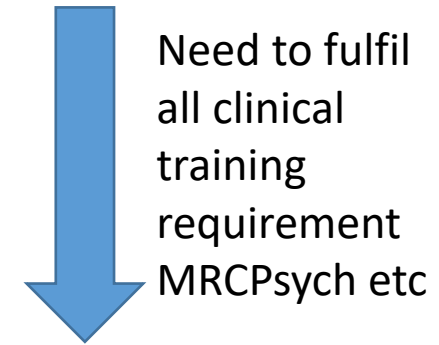 Need to fulfil
all clinical
training
requirement
MRCPsych etc